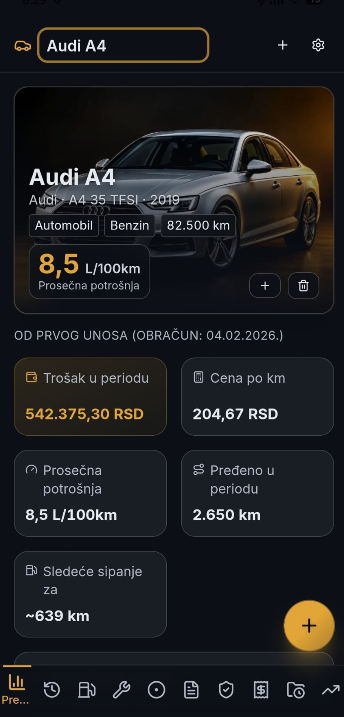 Audi A4
Audi A4
Audi · A4 35 TFSI · 2019
Automobil Benzin 82.500 km
8,5 L/100km
Prosečna potrošnja
OD PRVOG UNOSA (OBRAČUN: 04.02.2026.)
Trošak u periodu
542.375,30 RSD
Cena po km
204,67 RSD
Prosečna
potrošnja
8,5 L/100km
Pređeno u
periodu
2.650 km
Sledeće sipanje
za
~639 km
Pre...